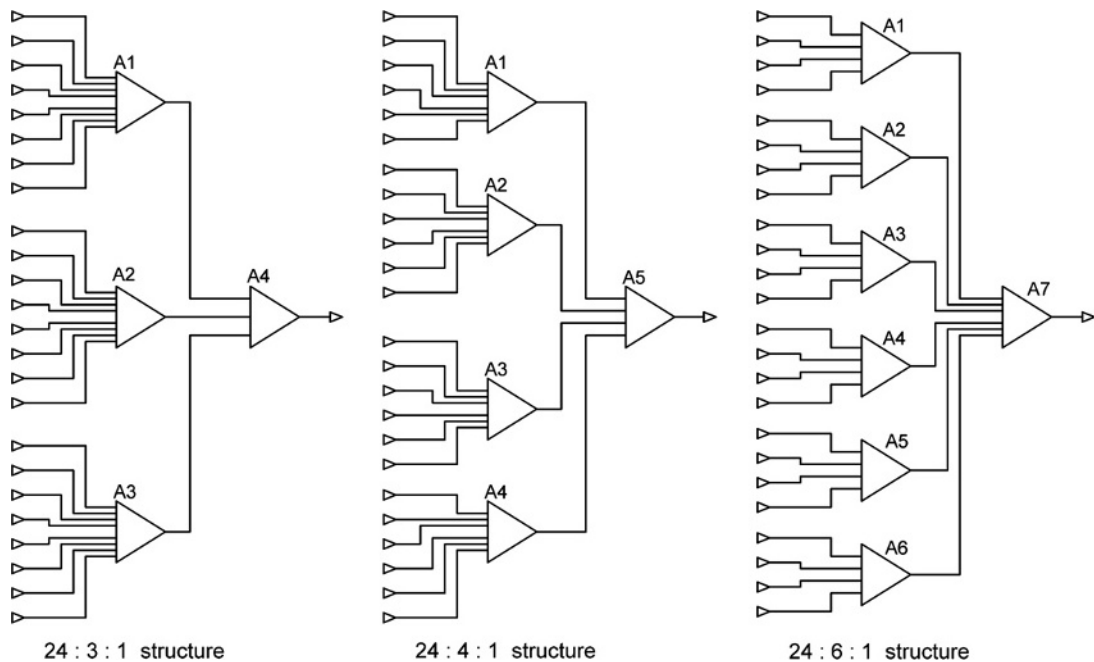 A1
A2
A3
A4
24 : 3 : 1 structure
A1
A2
A3
A4
A5
24 : 4 : 1 structure
A1
A2
A3
A4
A5
A6
A7
24 : 6 : 1 structure